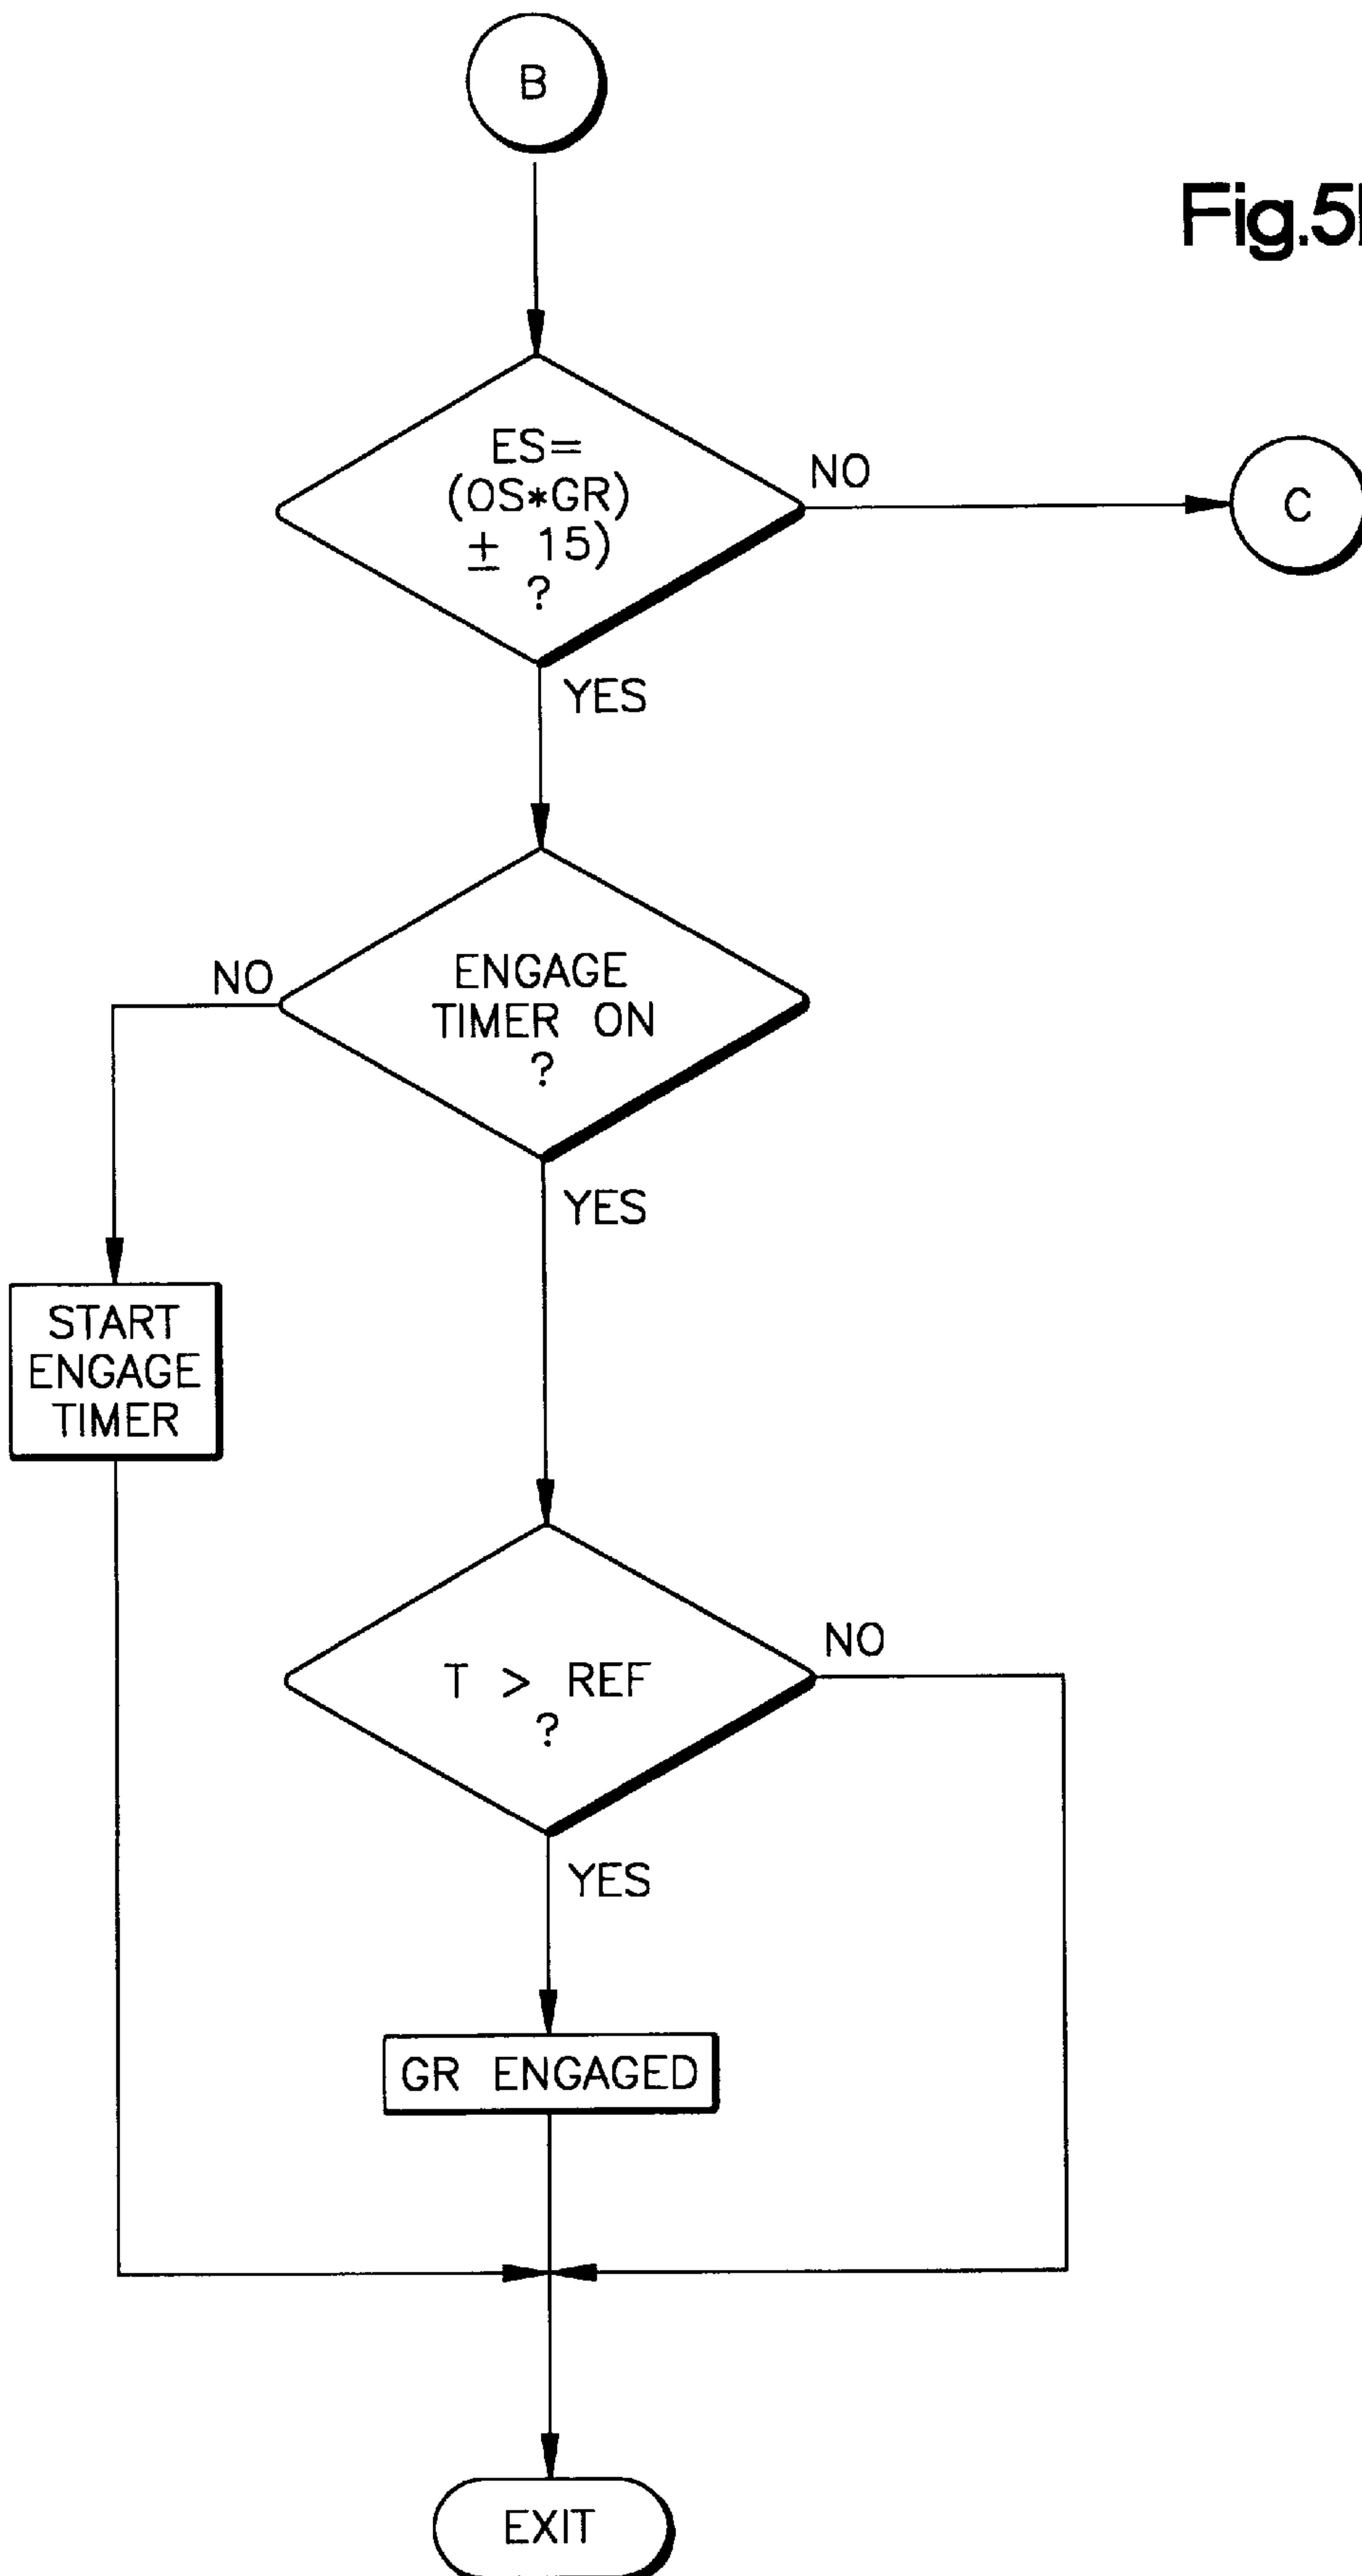 B
Fig.5
ES=
(OS*GR)
± 15)
?
NO
C
YES
ENGAGE
TIMER ON
?
NO
YES
START
ENGAGE
TIMER
T > REF
?
NO
YES
GR ENGAGED
EXIT